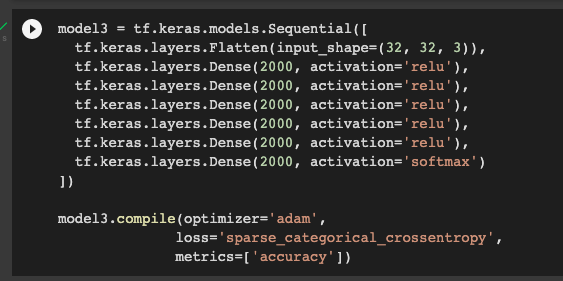 model3 = tf.keras.models.Sequential([
  tf.keras.layers.Flatten(input_shape=(32, 32, 3)),
  tf.keras.layers.Dense(2000, activation='relu'),
  tf.keras.layers.Dense(2000, activation='relu'),
  tf.keras.layers.Dense(2000, activation='relu'),
  tf.keras.layers.Dense(2000, activation='relu'),
  tf.keras.layers.Dense(2000, activation='relu'),
  tf.keras.layers.Dense(2000, activation='softmax')
])
model3.compile(optimizer='adam',
              loss='sparse_categorical_crossentropy',
              metrics=['accuracy'])